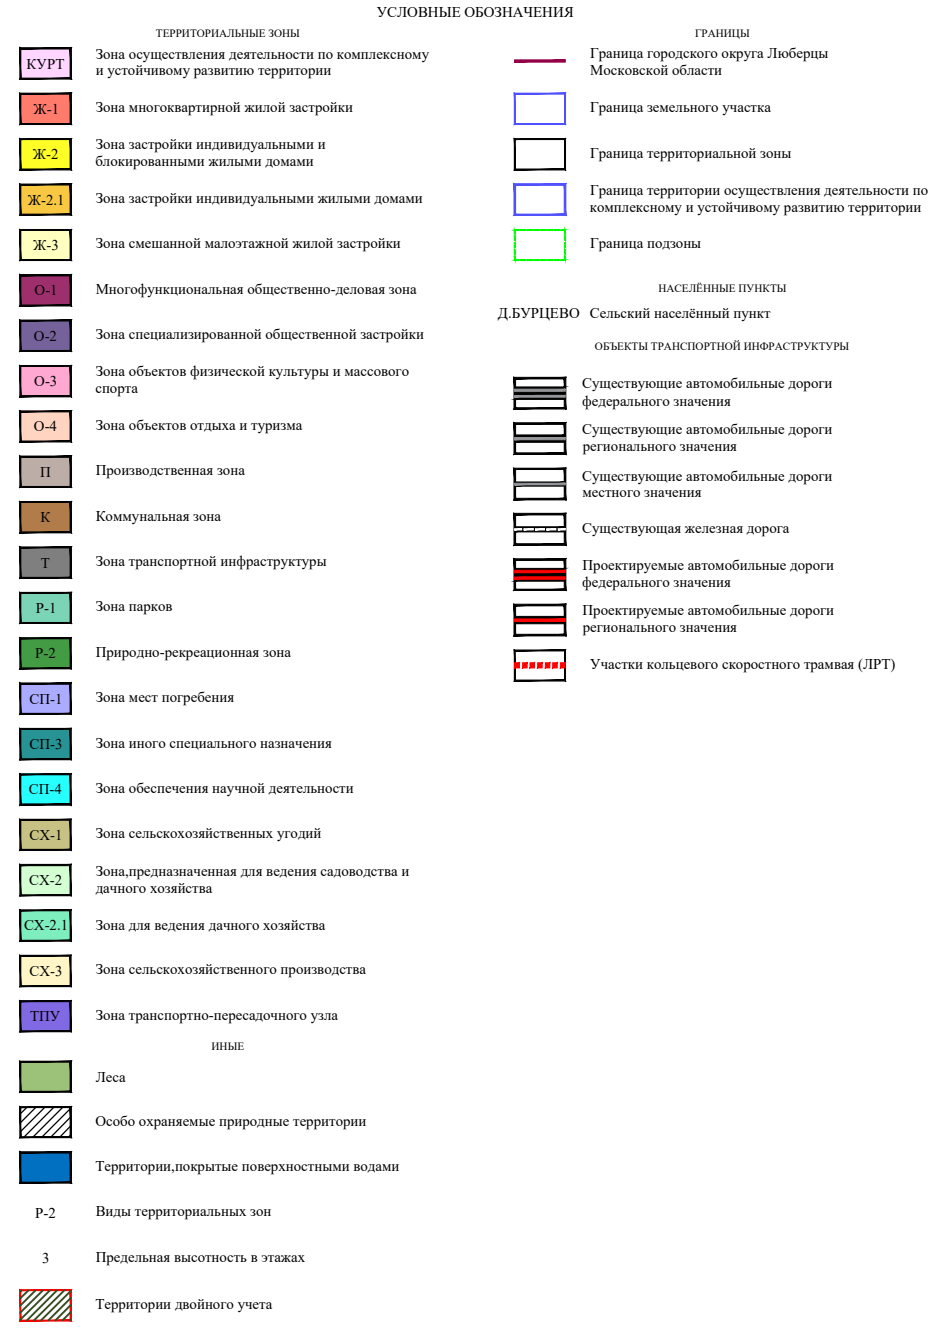 УСЛОВНЫЕ ОБОЗНАЧЕНИЯ
ТЕРРИТОРИАЛЬНЫЕ ЗОНЫ
КУРТ Зона осуществления деятельности по комплексному
и устойчивому развитию территории
Ж-1 Зона многоквартирной жилой застройки
Ж-2 Зона застройки индивидуальными и
блокированными жилыми домами
Ж-2.1 Зона застройки индивидуальными жилыми домами
Ж-3 Зона смешанной малоэтажной жилой застройки
О-1 Многофункциональная общественно-деловая зона
О-2 Зона специализированной общественной застройки
О-3 Зона объектов физической культуры и массового
спорта
О-4 Зона объектов отдыха и туризма
П Производственная зона
К Коммунальная зона
Т Зона транспортной инфраструктуры
Р-1 Зона парков
Р-2 Природно-рекреационная зона
СП-1 Зона мест погребения
СП-3 Зона иного специального назначения
СП-4 Зона обеспечения научной деятельности
СХ-1 Зона сельскохозяйственных угодий
СХ-2 Зона,предназначенная для ведения садоводства и
дачного хозяйства
СХ-2.1 Зона для ведения дачного хозяйства
СХ-3 Зона сельскохозяйственного производства
ТПУ Зона транспортно-пересадочного узла
ИНЫЕ
Леса
Особо охраняемые природные территории
Территории,покрытые поверхностными водами
Р-2 Виды территориальных зон
3 Предельная высотность в этажах
Территории двойного учета
ГРАНИЦЫ
Граница городского округа Люберцы
Московской области
Граница земельного участка
Граница территориальной зоны
Граница территории осуществления деятельности по
комплексному и устойчивому развитию территории
Граница подзоны
НАСЕЛЁННЫЕ ПУНКТЫ
Д.БУРЦЕВО Сельский населённый пункт
ОБЪЕКТЫ ТРАНСПОРТНОЙ ИНФРАСТРУКТУРЫ
Существующие автомобильные дороги
федерального значения
Существующие автомобильные дороги
регионального значения
Существующие автомобильные дороги
местного значения
Существующая железная дорога
Проектируемые автомобильные дороги
федерального значения
Проектируемые автомобильные дороги
регионального значения
Участки кольцевого скоростного трамвая (ЛРТ)